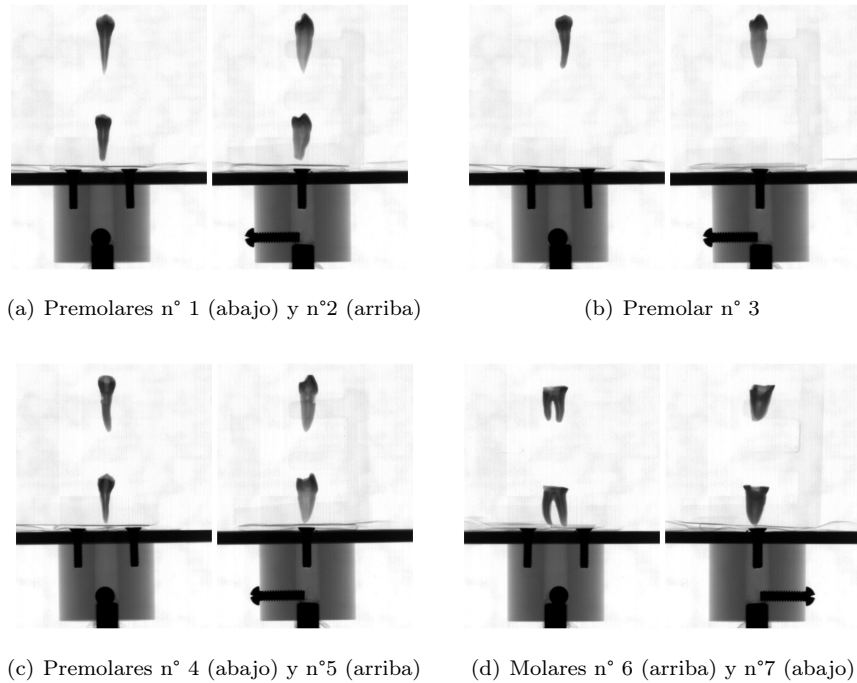 (a) Premolares n° 1 (abajo) y n°2 (arriba)
(b) Premolar n° 3
(c) Premolares n° 4 (abajo) y n°5 (arriba)
(d) Molares n° 6 (arriba) y n°7 (abajo)